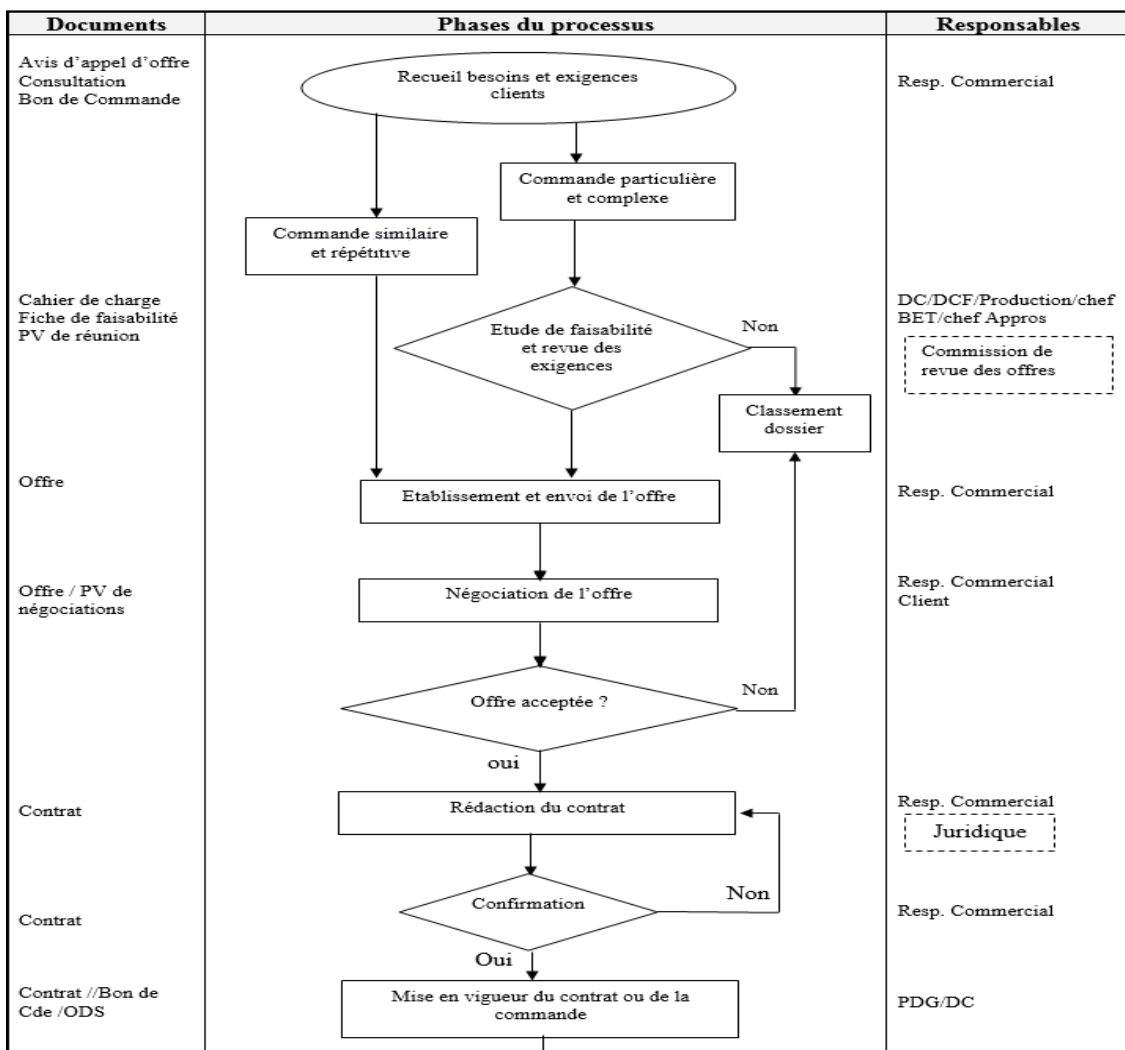 Documents
Phases du processus
Responsables
Avis d'appel d'offre
Consultation
Bon de Commande
Recueil besoins et exigences
clients
Resp. Commercial
Commande particulière
et complexe
Commande similaire
et répétitive
Cahier de charge
Fiche de faisabilité
PV de réunion
Etude de faisabilité
et revue des
exigences
Non
DC/DCF/Production/chef
BET/chef Appros
Commission de
revue des offres
Classement
dossier
Offre
Etablissement et envoi de l'offre
Resp. Commercial
Offre / PV de
négociations
Négociation de l'offre
Resp. Commercial
Client
Offre acceptée ?
Non
oui
Contrat
Rédaction du contrat
Resp. Commercial
Juridique
Contrat
Confirmation
Non
Resp. Commercial
Oui
Contrat //Bon de
Cde /ODS
Mise en vigueur du contrat ou de la
commande
PDG/DC